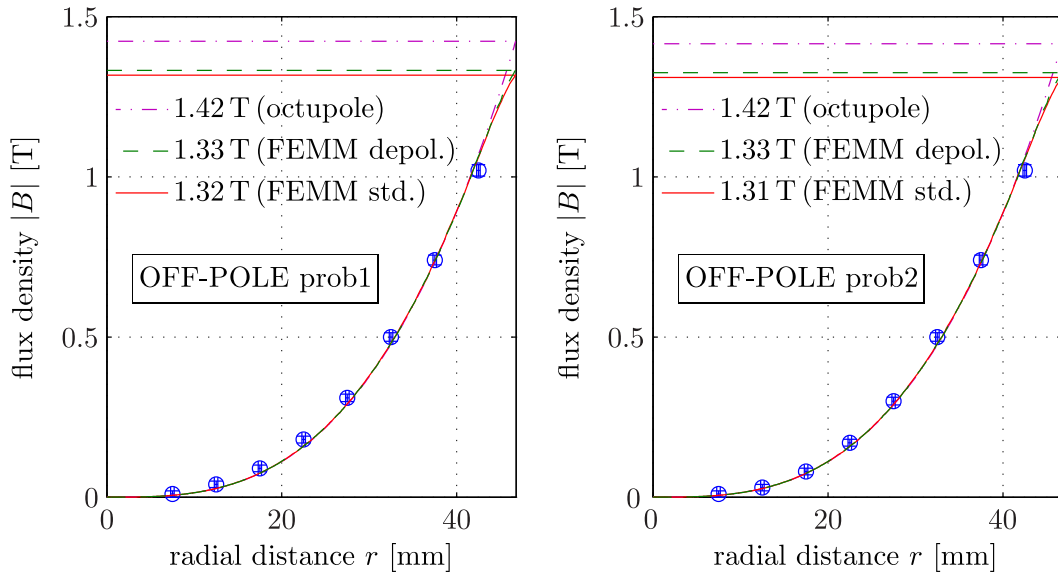 1.5
1
0.5
0
flux density |B| [T]
1.42 T (octupole)
1.33 T (FEMM depol.)
1.32 T (FEMM std.)
OFF-POLE prob1
0
20
40
radial distance r [mm]
1.5
1
0.5
0
flux density |B| [T]
1.42 T (octupole)
1.33 T (FEMM depol.)
1.31 T (FEMM std.)
OFF-POLE prob2
0
20
40
radial distance r [mm]